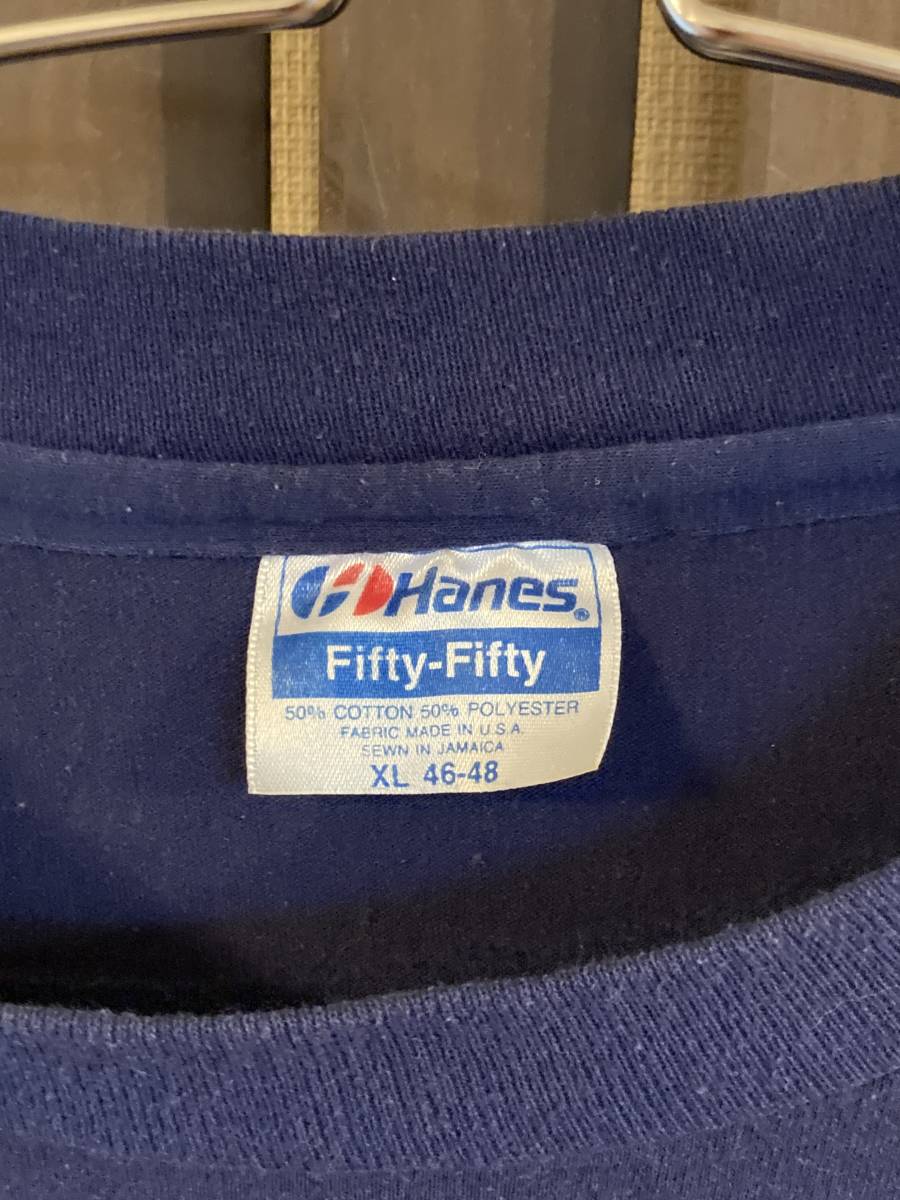 Hanes®
Fifty-Fifty
50% COTTON 50% POLYESTER
FABRIC MADE IN U.S.A.
SEWN IN JAMAICA
XL 46-48